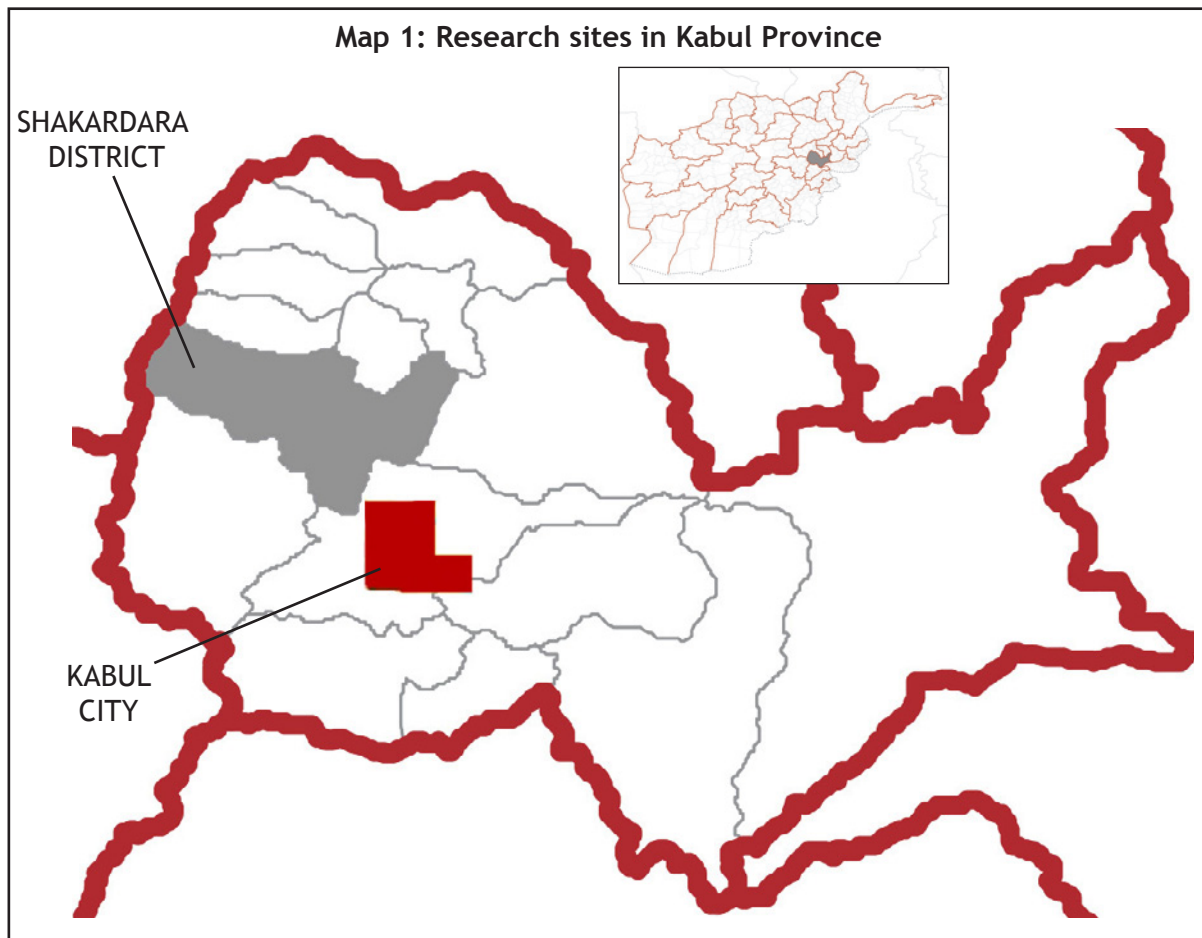 Map 1: Research sites in Kabul Province
SHAKARDARA
DISTRICT
KABUL
CITY